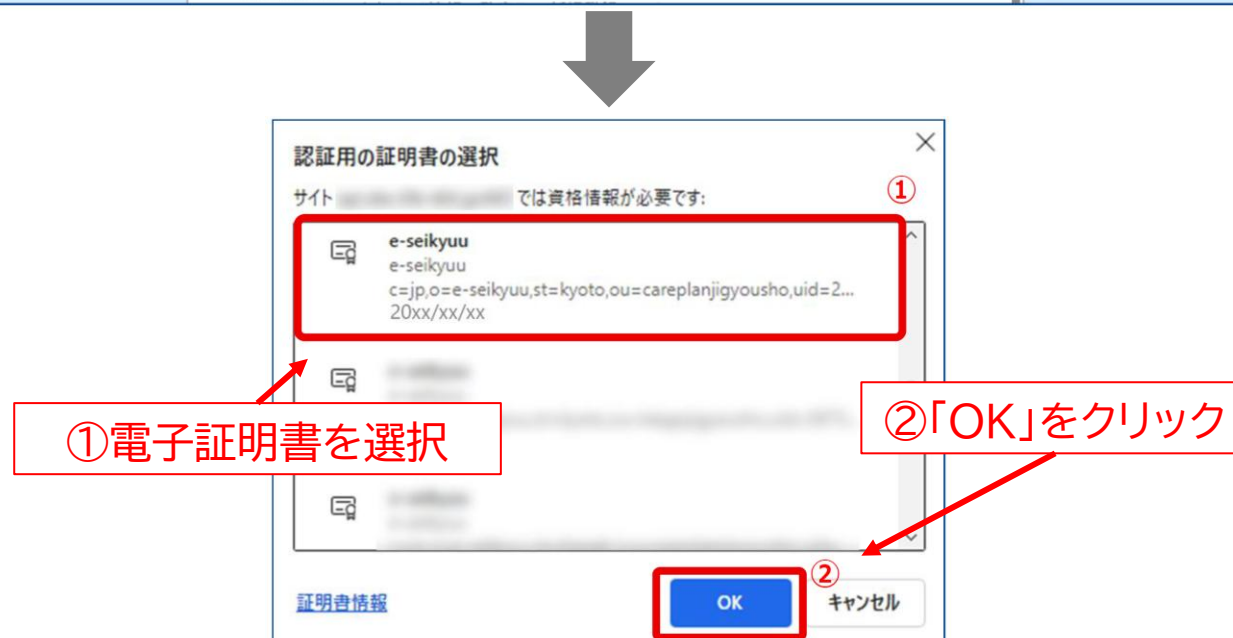 認証用の証明書の選択
サイト では資格情報が必要です:
①
e-seikyuu
e-seikyuu
c=jp,o=e-seikyuu,st=kyoto,ou=careplanjigyousho,uid=2...
20xx/xx/xx
①電子証明書を選択
②「OK」をクリック
②
証明書情報
OK
キャンセル